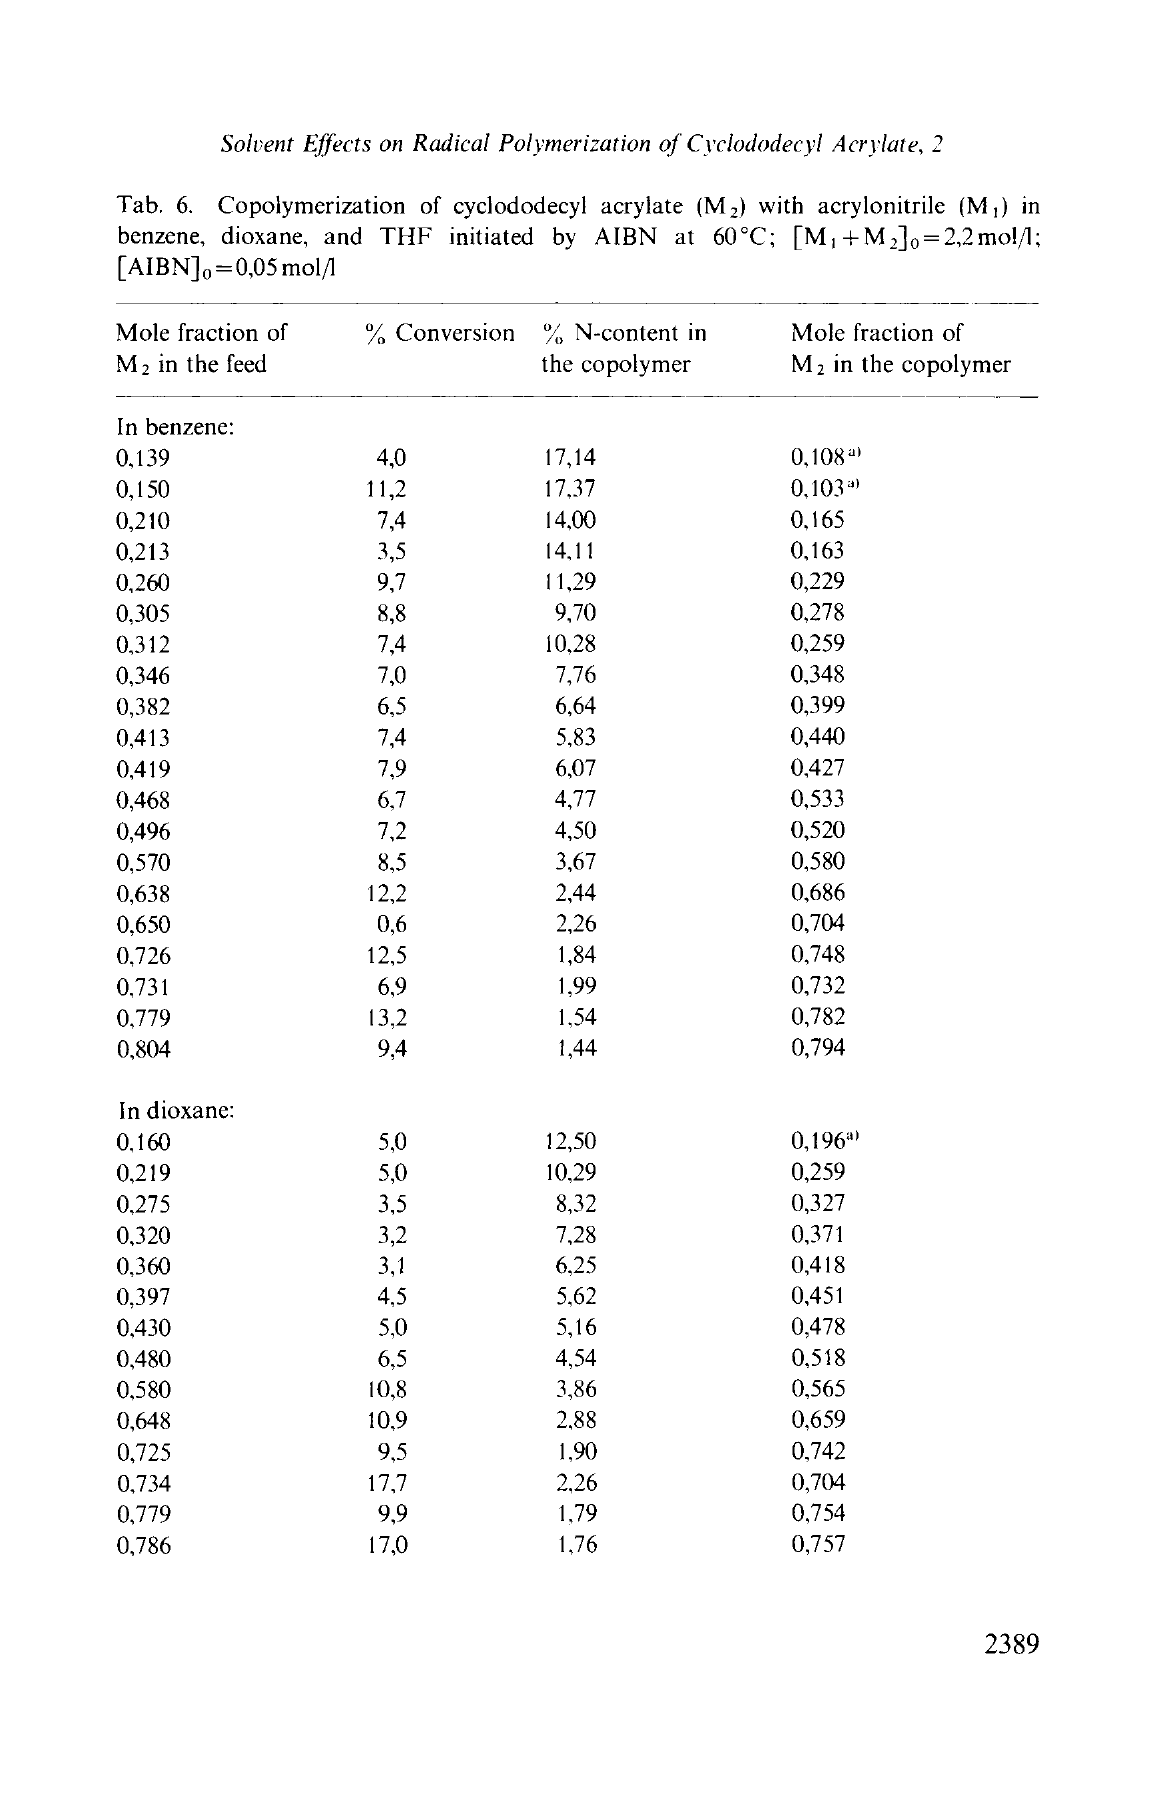 Solvent Effects on Radical Polymerization of Cyclododecyl Acrylate, 2
Tab. 6. Copolymerization of cyclododecyl acrylate (M2) with acrylonitrile (M1) in
benzene, dioxane, and THF initiated by AIBN at 60°C; [M1+M2]0=2,2mol/l;
[AIBN]0=0,05mol/l
Mole fraction of % Conversion % N-content in Mole fraction of
M2 in the feed the copolymer M2 in the copolymer
In benzene:
0,139 4,0 17,14 0,108a)
0,150 11,2 17,37 0,103a)
0,210 7,4 14,00 0,165
0,213 3,5 14,11 0,163
0,260 9,7 11,29 0,229
0,305 8,8 9,70 0,278
0,312 7,4 10,28 0,259
0,346 7,0 7,76 0,348
0,382 6,5 6,64 0,399
0,413 7,4 5,83 0,440
0,419 7,9 6,07 0,427
0,468 6,7 4,77 0,533
0,496 7,2 4,50 0,520
0,570 8,5 3,67 0,580
0,638 12,2 2,44 0,686
0,650 0,6 2,26 0,704
0,726 12,5 1,84 0,748
0,731 6,9 1,99 0,732
0,779 13,2 1,54 0,782
0,804 9,4 1,44 0,794
In dioxane:
0,160 5,0 12,50 0,196a)
0,219 5,0 10,29 0,259
0,275 3,5 8,32 0,327
0,320 3,2 7,28 0,371
0,360 3,1 6,25 0,418
0,397 4,5 5,62 0,451
0,430 5,0 5,16 0,478
0,480 6,5 4,54 0,518
0,580 10,8 3,86 0,565
0,648 10,9 2,88 0,659
0,725 9,5 1,90 0,742
0,734 17,7 2,26 0,704
0,779 9,9 1,79 0,754
0,786 17,0 1,76 0,757
2389